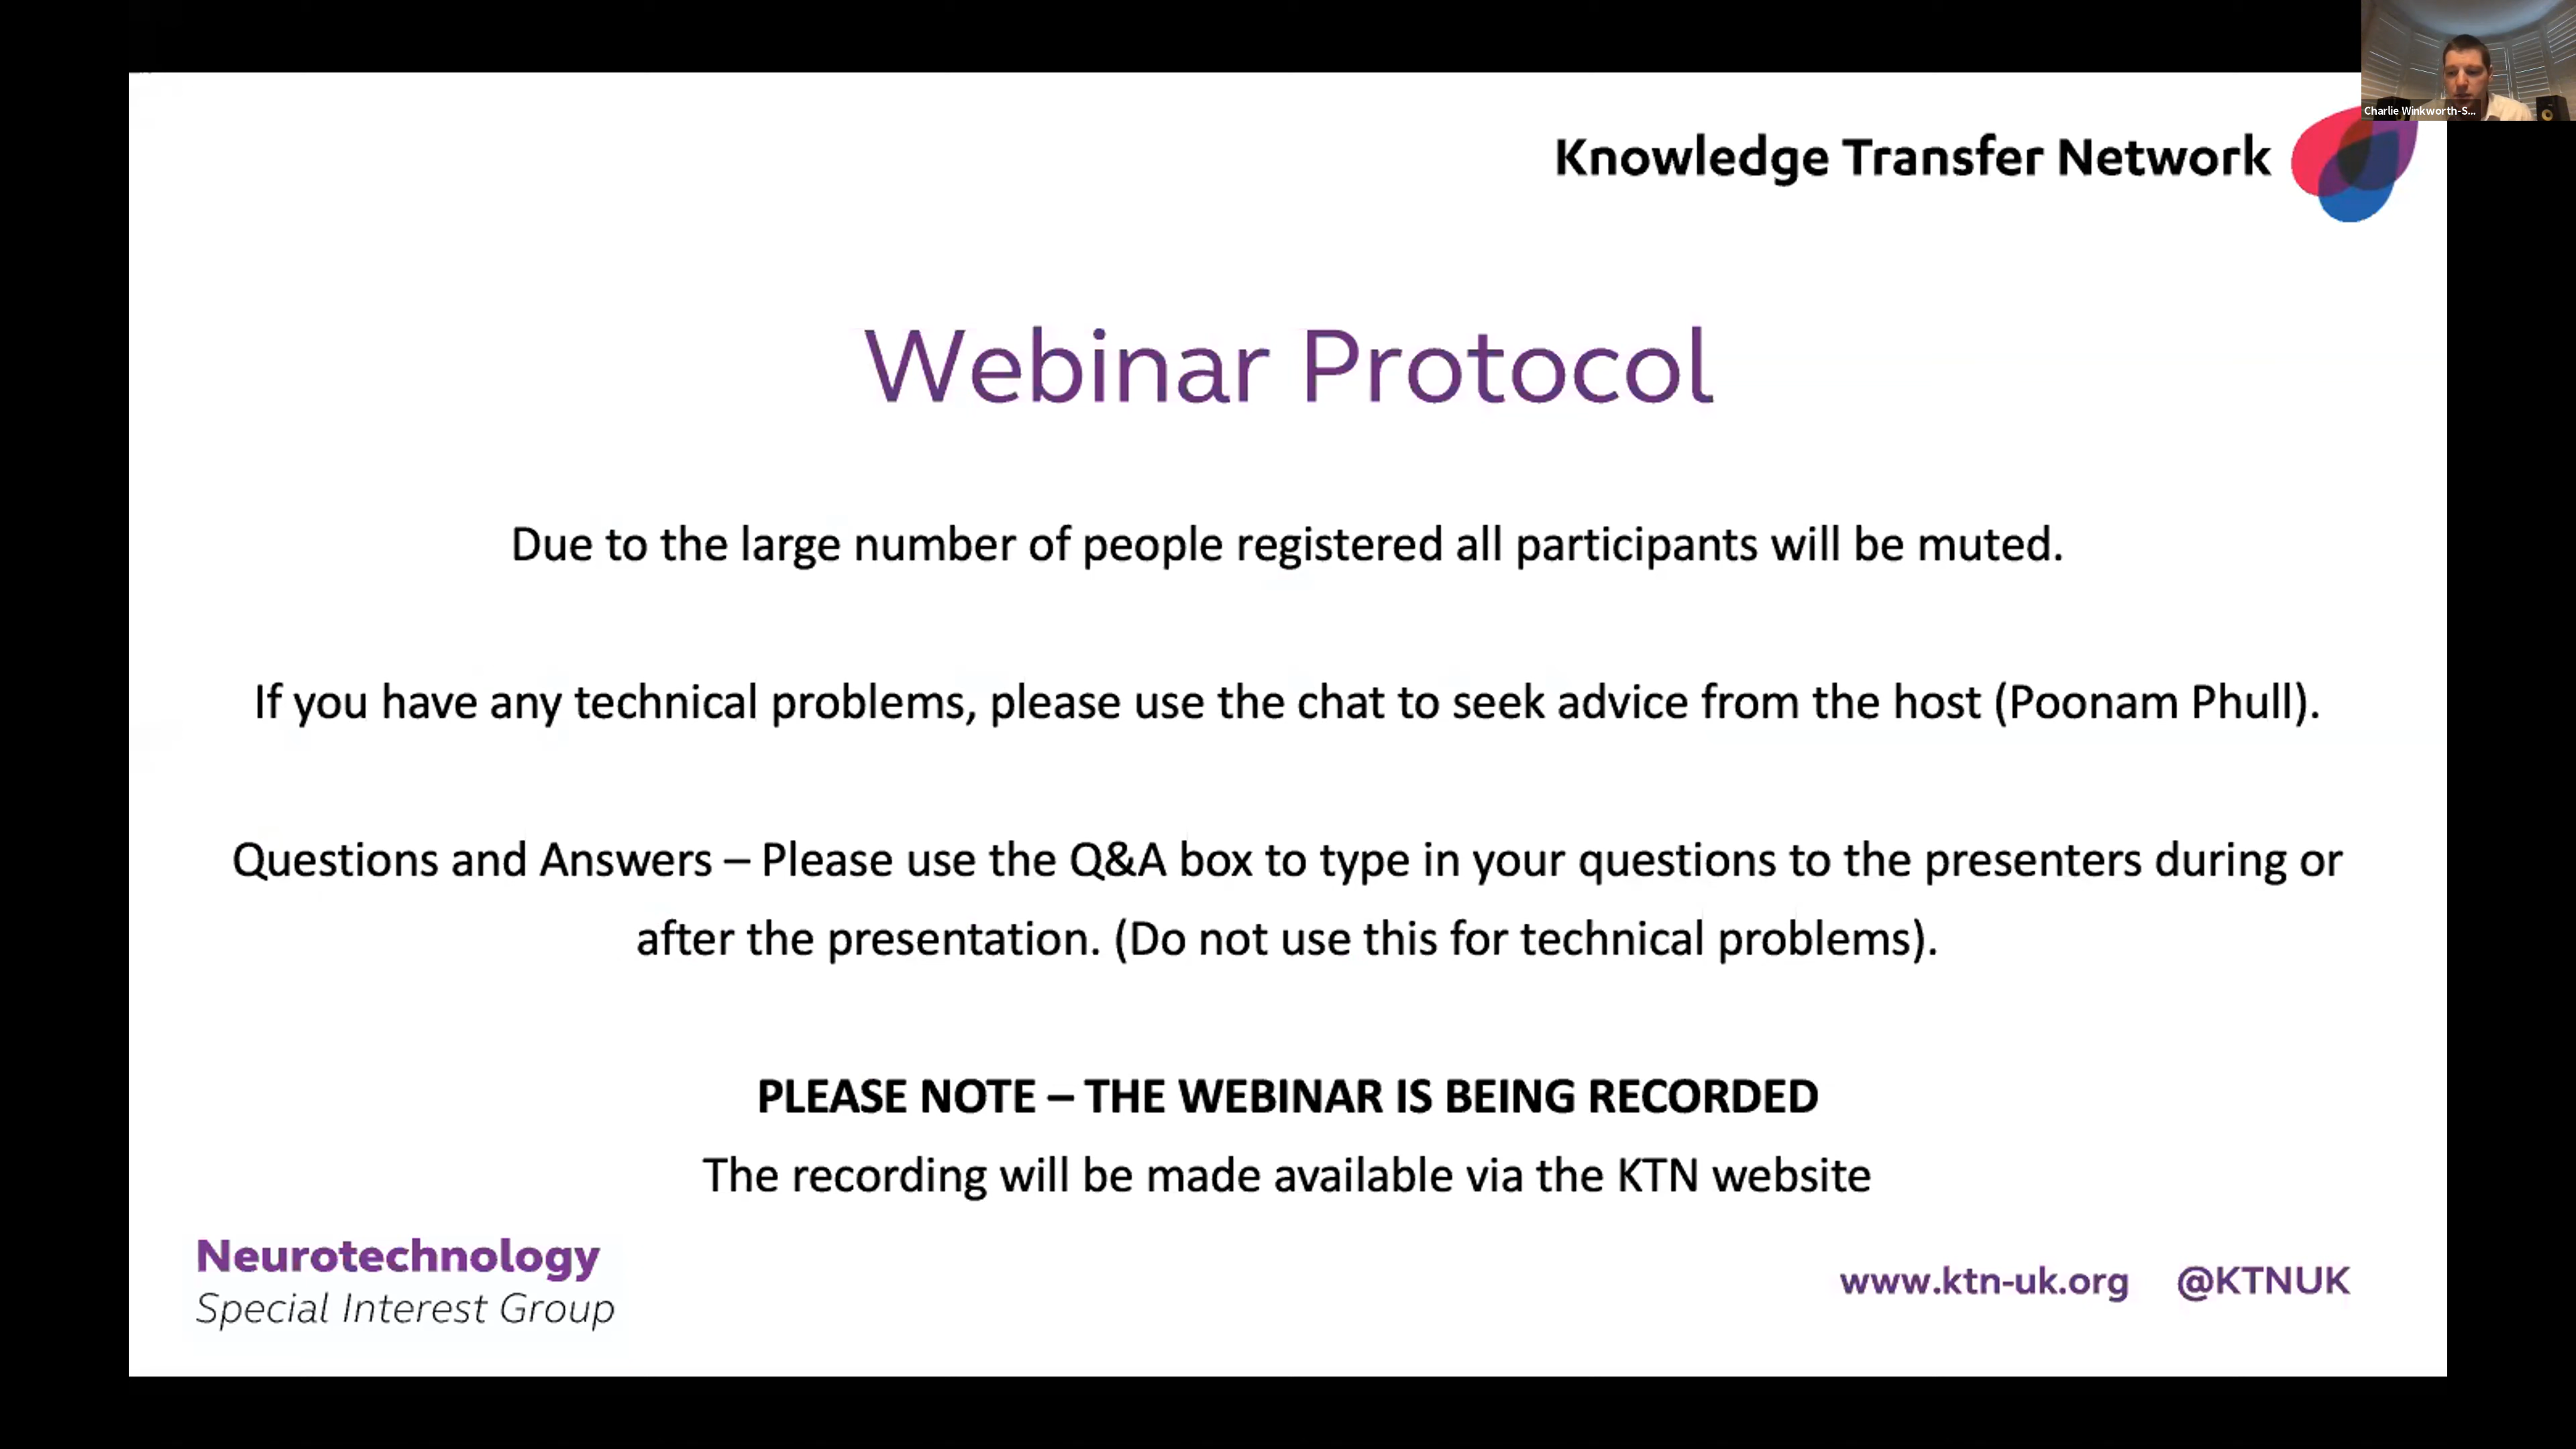 Charlie Winkworth-S...
Knowledge Transfer Network
Webinar Protocol
Due to the large number of people registered all participants will be muted.
If you have any technical problems, please use the chat to seek advice from the host (Poonam Phull).
Questions and Answers – Please use the Q&A box to type in your questions to the presenters during or
after the presentation. (Do not use this for technical problems).
PLEASE NOTE – THE WEBINAR IS BEING RECORDED
The recording will be made available via the KTN website
Neurotechnology
Special Interest Group
www.ktn-uk.org @KTNUK